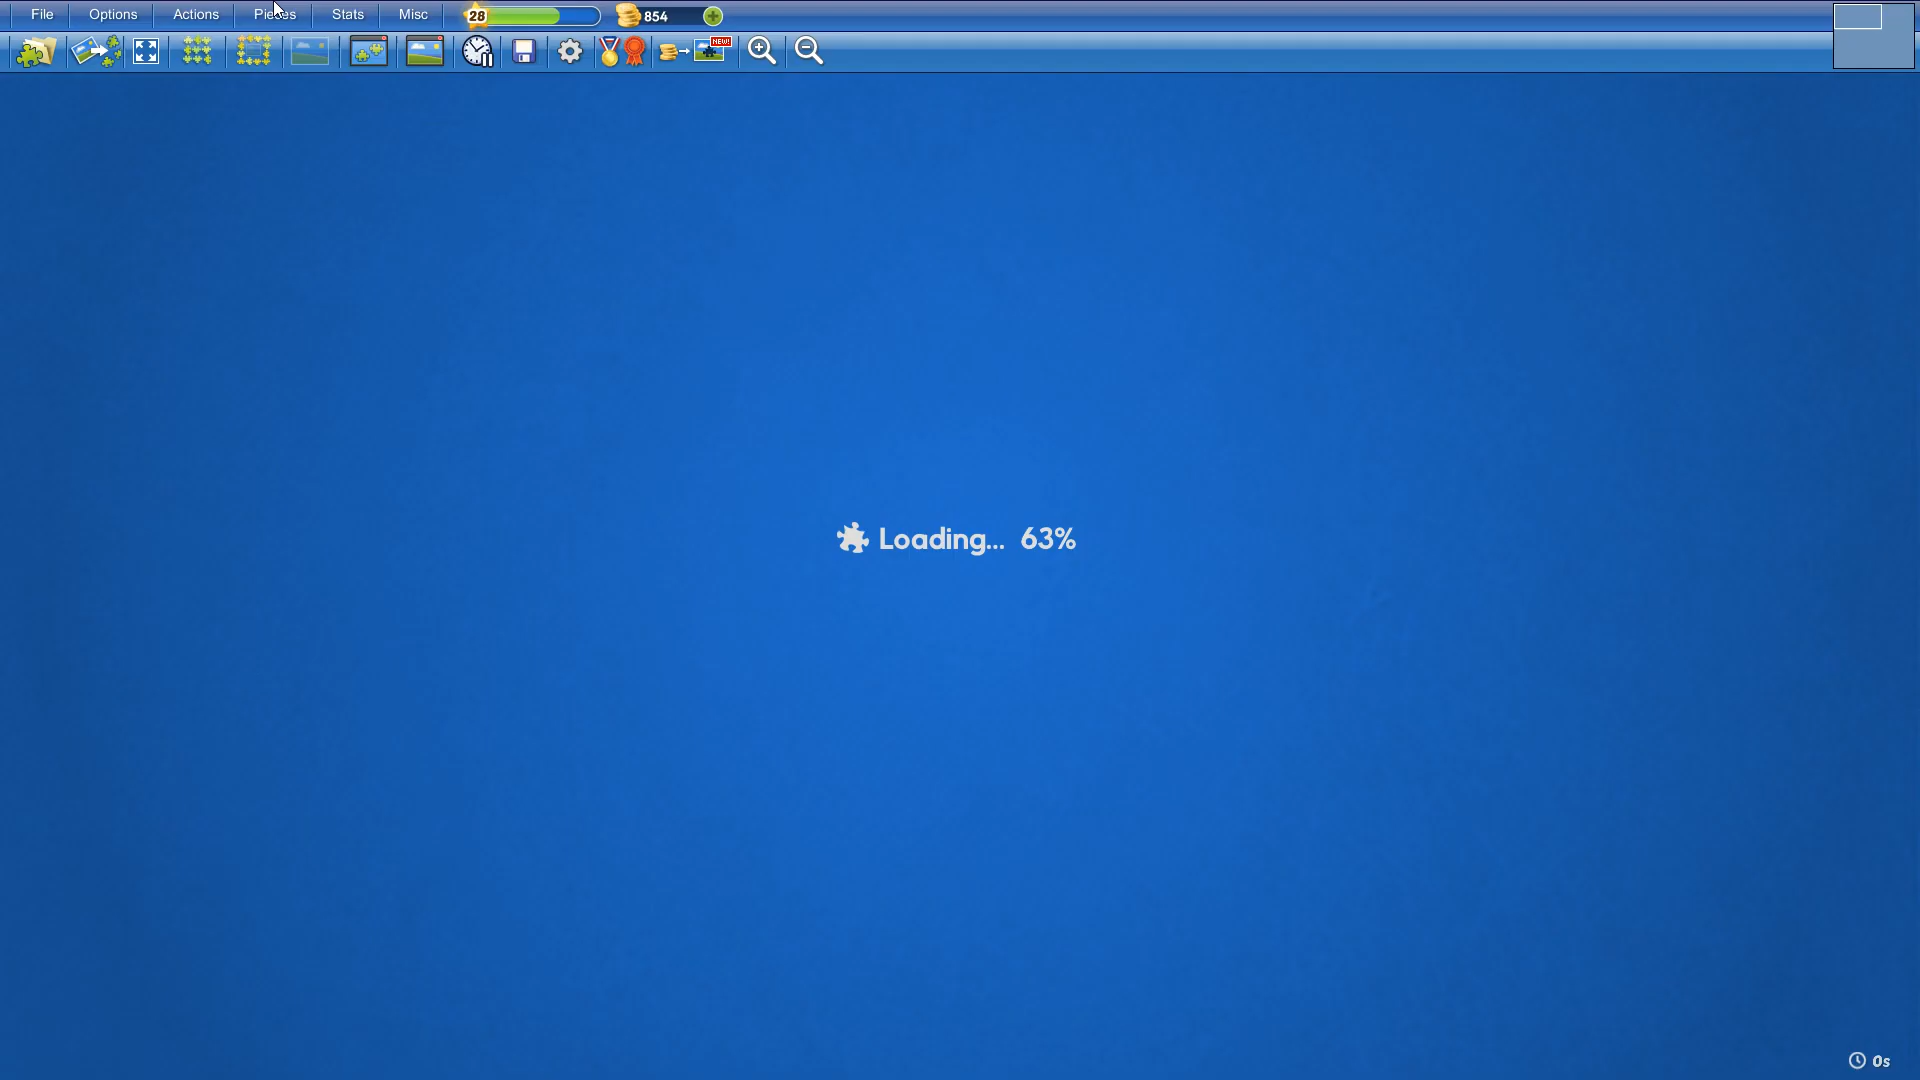 File Options Actions Pieces Stats Misc 28 854
NEW!
Loading... 63%
0s